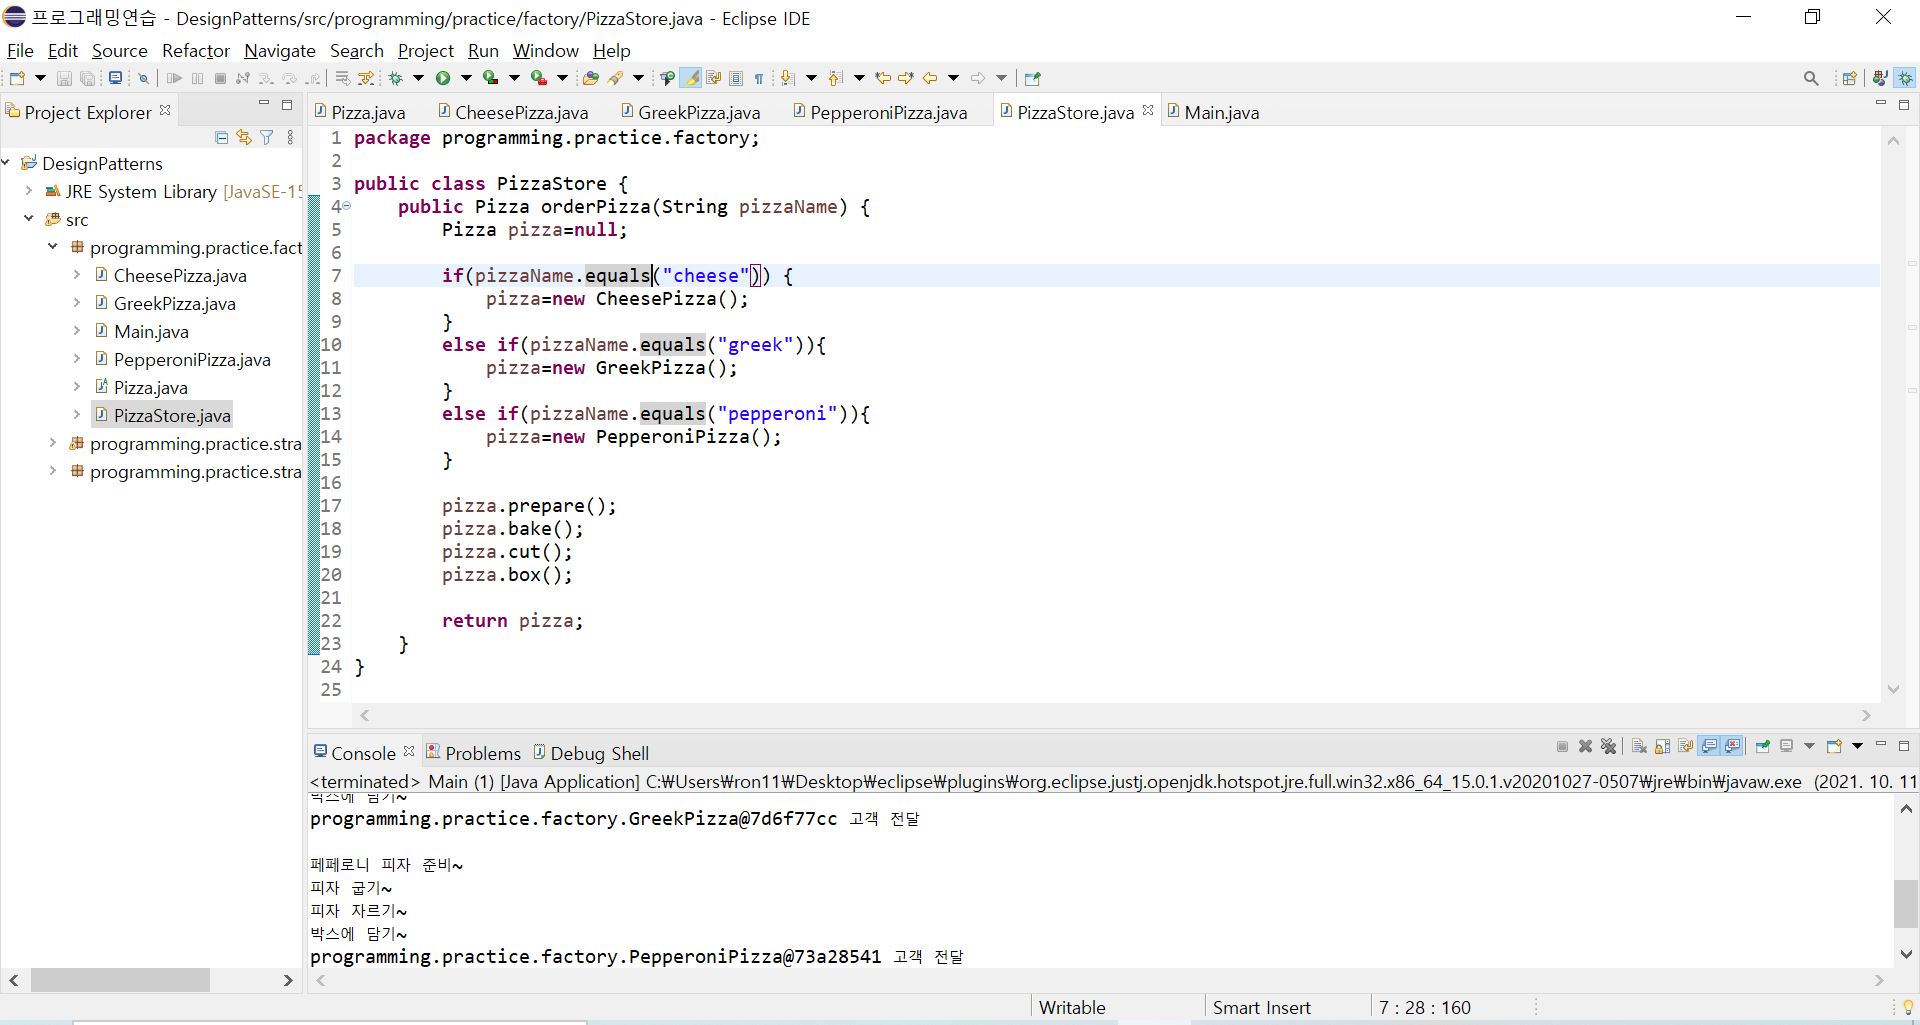 프로그래밍연습 - DesignPatterns/src/programming/practice/factory/PizzaStore.java - Eclipse IDE
File Edit Source Refactor Navigate Search Project Run Window Help
Project Explorer
DesignPatterns
JRE System Library [JavaSE-15
src
programming.practice.fact
CheesePizza.java
GreekPizza.java
Main.java
PepperoniPizza.java
Pizza.java
PizzaStore.java
programming.practice.stra
programming.practice.stra
Pizza.java CheesePizza.java GreekPizza.java PepperoniPizza.java PizzaStore.java Main.java
1 package programming.practice.factory;
2
3 public class PizzaStore {
4 public Pizza orderPizza(String pizzaName) {
5 Pizza pizza=null;
6
7 if(pizzaName.equals("cheese")) {
8 pizza=new CheesePizza();
9 }
10 else if(pizzaName.equals("greek")){
11 pizza=new GreekPizza();
12 }
13 else if(pizzaName.equals("pepperoni")){
14 pizza=new PepperoniPizza();
15 }
16
17 pizza.prepare();
18 pizza.bake();
19 pizza.cut();
20 pizza.box();
21
22 return pizza;
23 }
24 }
25
Console Problems Debug Shell
<terminated> Main (1) [Java Application] C:₩Users₩ron11₩Desktop₩eclipse₩plugins₩org.eclipse.justj.openjdk.hotspot.jre.full.win32.x86_64_15.0.1.v20201027-0507₩jre₩bin₩javaw.exe (2021. 10. 11
박스에 담기~
programming.practice.factory.GreekPizza@7d6f77cc 고객 전달
페페로니 피자 준비~
피자 굽기~
피자 자르기~
박스에 담기~
programming.practice.factory.PepperoniPizza@73a28541 고객 전달
Writable Smart Insert 7 : 28 : 160